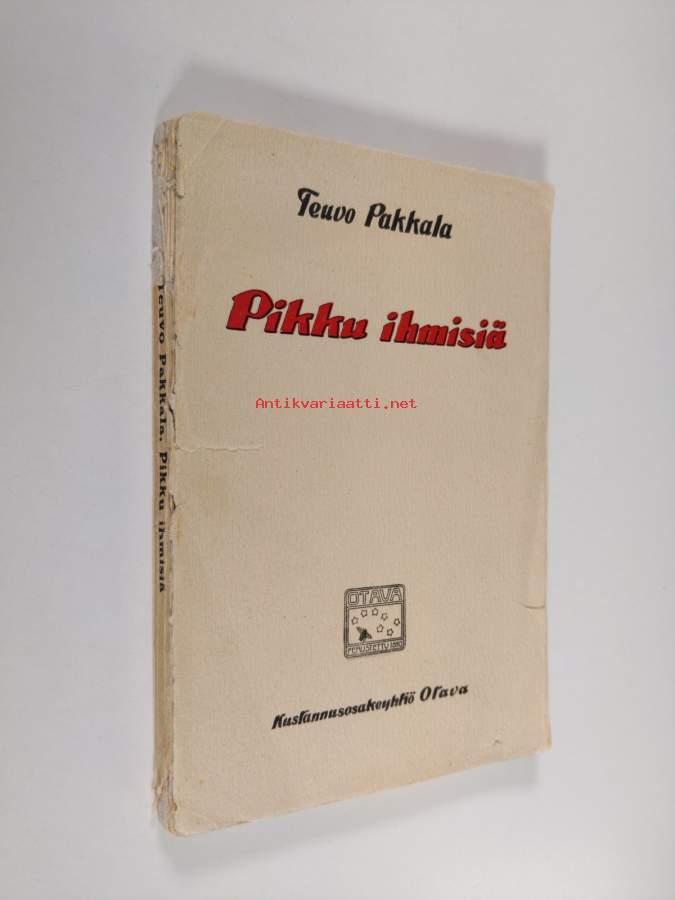 Teuvo Pakkala
Pikku ihmisiä
Antikvariaatti.net
OTAVA
PERUSTETTU 1890
Kustannusosakeyhtiö Otava
Teuvo Pakkala. Pikku ihmisiä